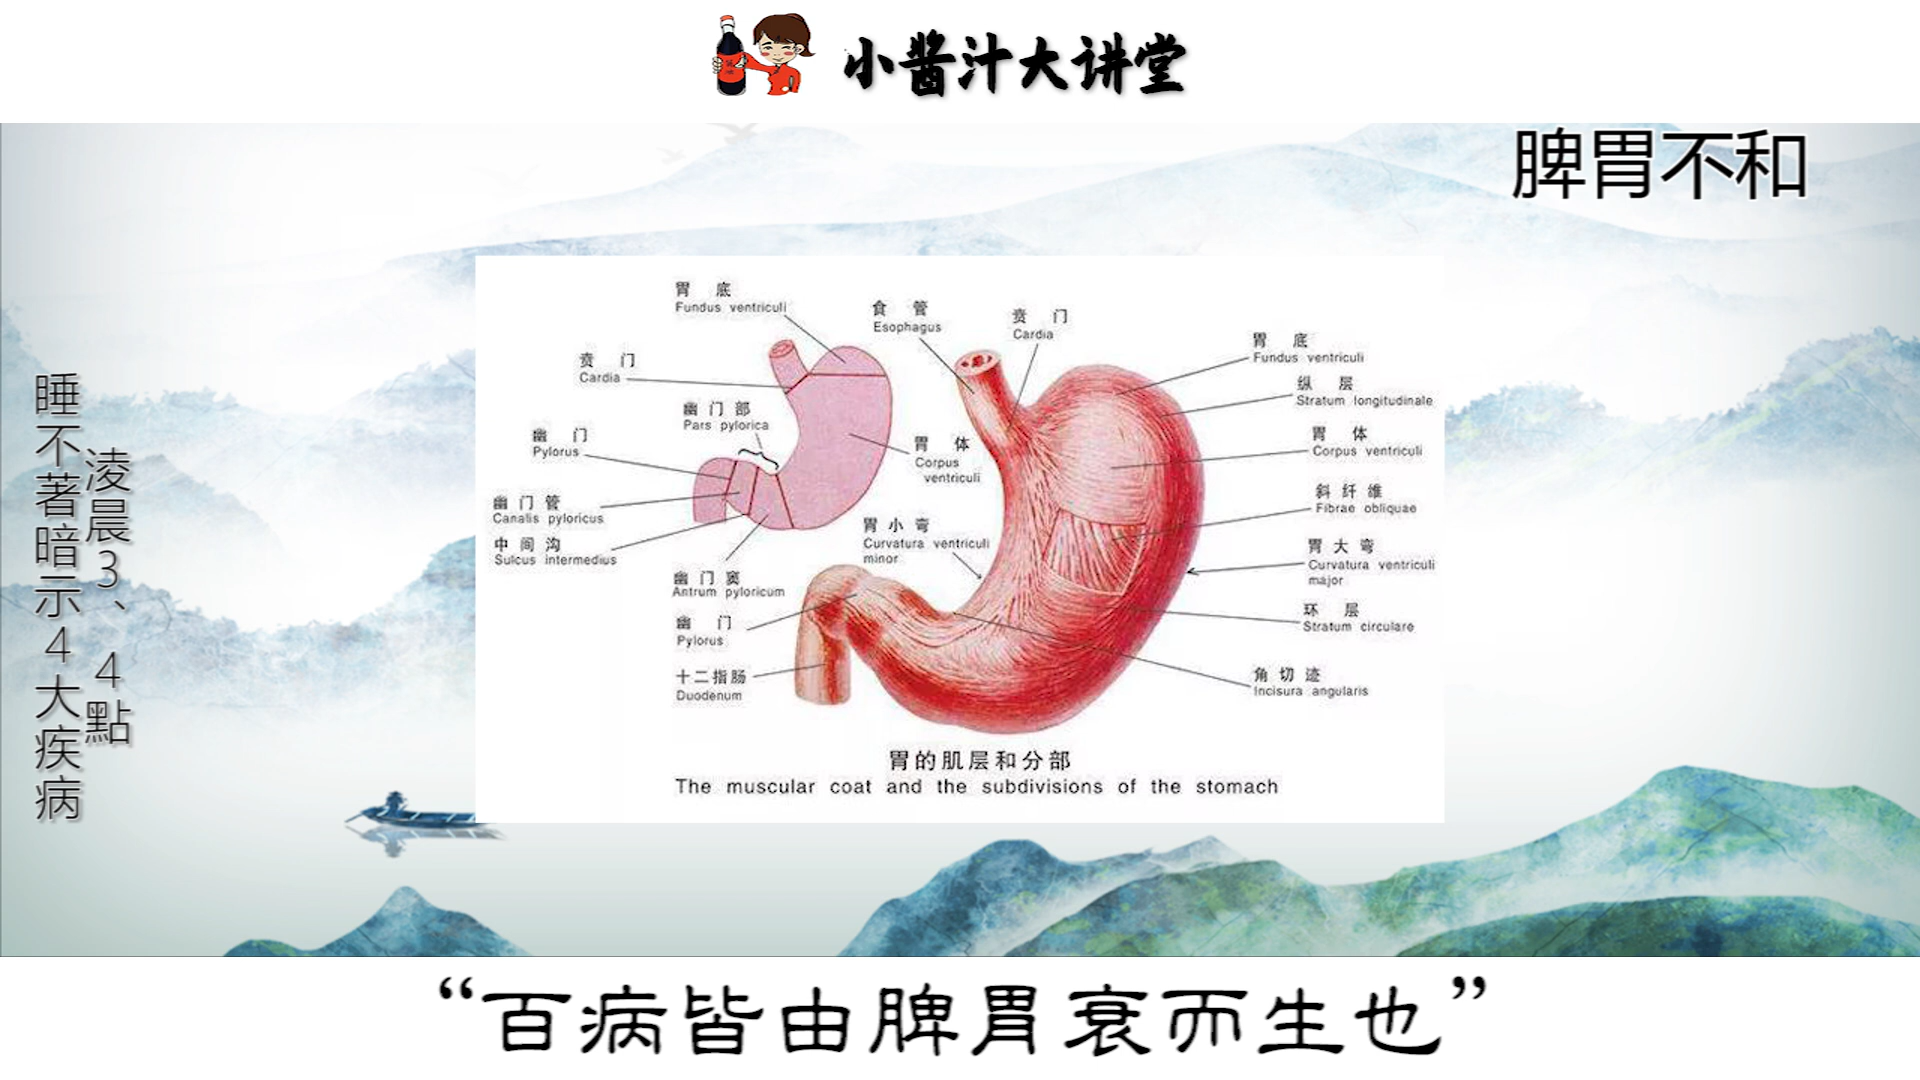 小酱汁大讲堂
脾胃不和
凌晨3、4點
睡不著暗示4大疾病
胃底
Fundus ventriculi
贲门
Cardia
幽门部
Pars pylorica
幽门
Pylorus
幽门管
Canalis pyloricus
中间沟
Sulcus intermedius
幽门窦
Antrum pyloricum
胃体
Corpus
ventriculi
食管
Esophagus
贲门
Cardia
胃底
Fundus ventriculi
纵层
Stratum longitudinale
胃体
Corpus ventriculi
斜纤维
Fibrae obliquae
胃小弯
Curvatura ventriculi
minor
胃大弯
Curvatura ventriculi
major
环层
Stratum circulare
幽门
Pylorus
十二指肠
Duodenum
角切迹
Incisura angularis
胃的肌层和分部
The muscular coat and the subdivisions of the stomach
“百病皆由脾胃衰而生也”